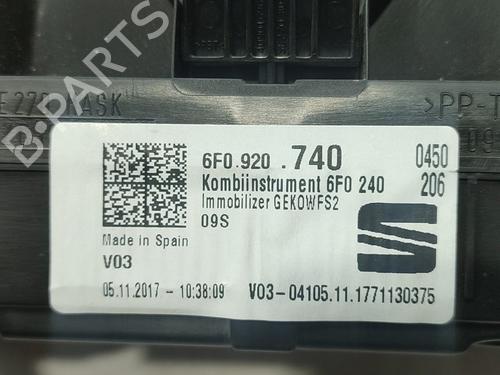 B-PARTS
ASK
>PP-T
6F0.920 .740 0450
Kombiinstrument 6F0 240 206
Immobilizer GEKOWFS2
09S
Made in Spain
V03
05.11.2017 - 10:38:09 V03-04105.11.1771130375